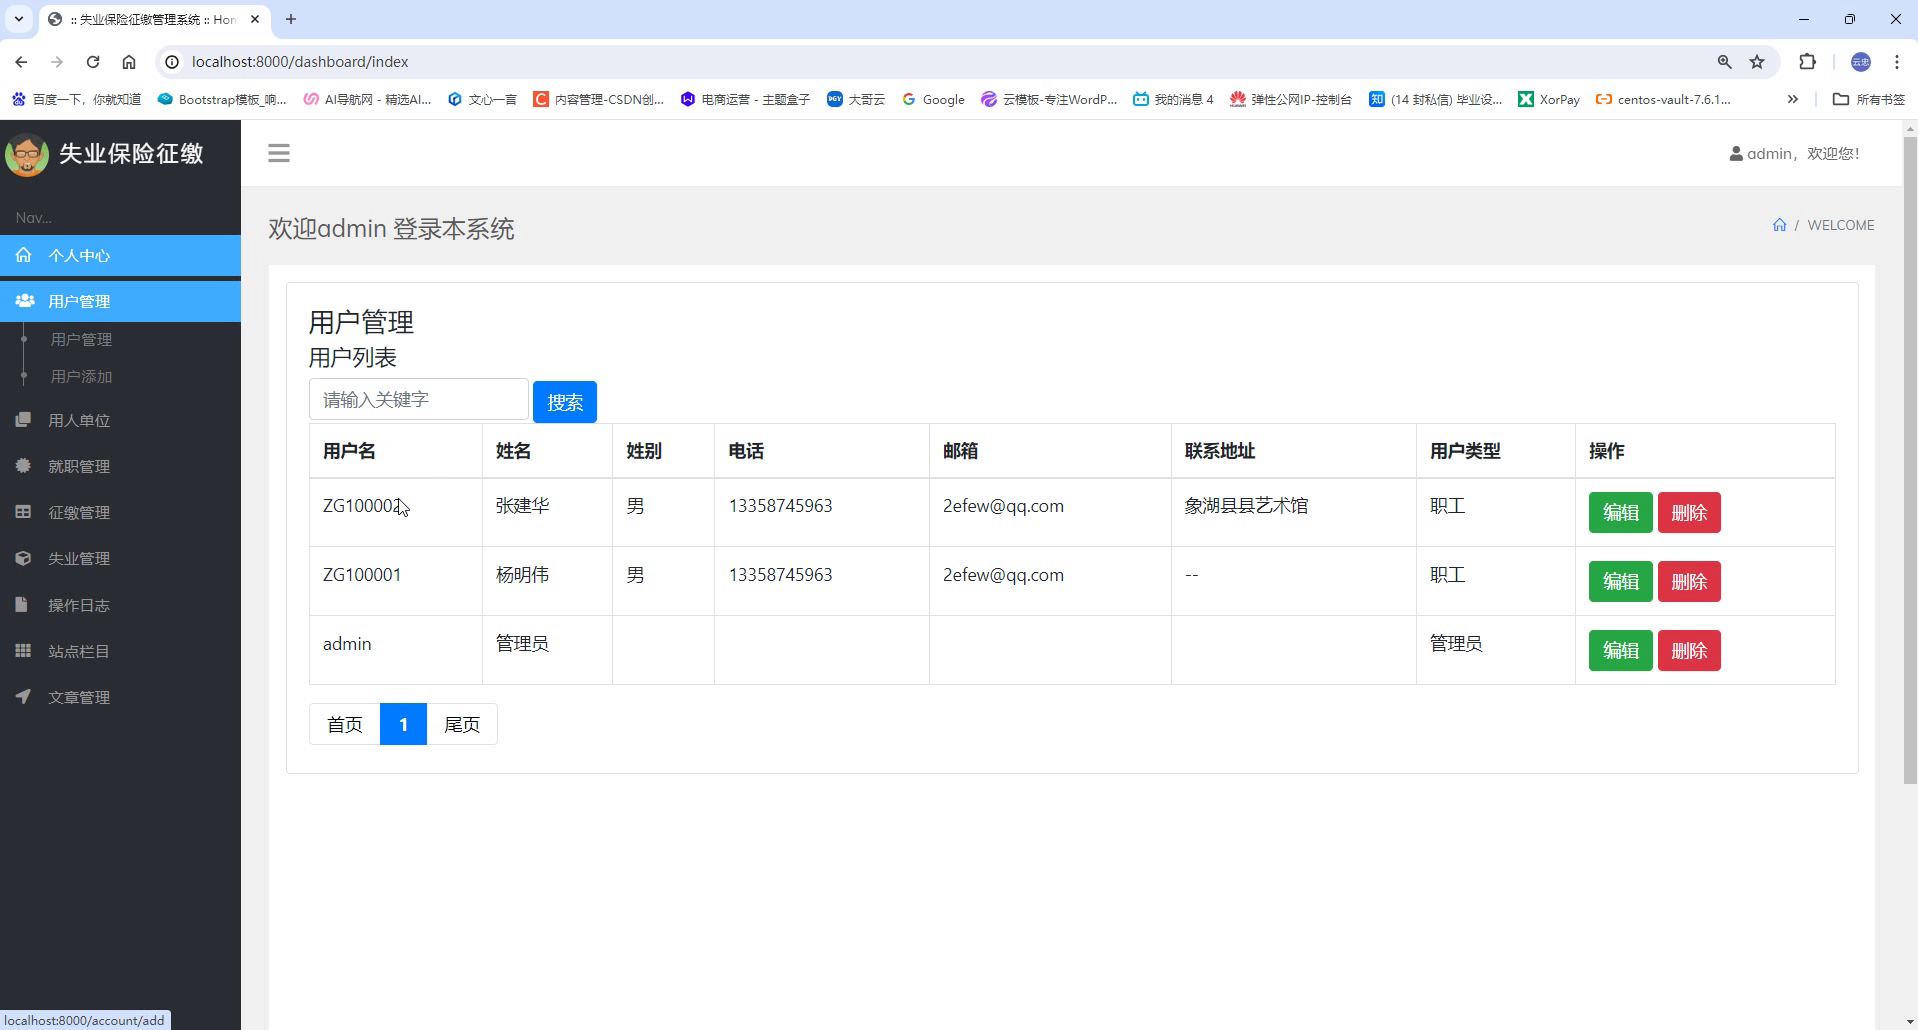 :: 失业保险征缴管理系统 :: Hom
localhost:8000/dashboard/index
云忠
百度一下，你就知道 Bootstrap模板_响... AI导航网 - 精选AI... 文心一言 内容管理-CSDN创... 电商运营 - 主题盒子 大哥云 Google 云模板-专注WordP... 我的消息 4 弹性公网IP-控制台 (14 封私信) 毕业设... XorPay centos-vault-7.6.1... » 所有书签
失业保险征缴
admin，欢迎您！
Nav...
个人中心
用户管理
用户管理
用户添加
用人单位
就职管理
征缴管理
失业管理
操作日志
站点栏目
文章管理
欢迎admin 登录本系统
/ WELCOME
用户管理
用户列表
请输入关键字 搜索
用户名 姓名 姓别 电话 邮箱 联系地址 用户类型 操作
ZG100002 张建华 男 13358745963 2efew@qq.com 象湖县县艺术馆 职工 编辑 删除
ZG100001 杨明伟 男 13358745963 2efew@qq.com -- 职工 编辑 删除
admin 管理员 管理员 编辑 删除
首页 1 尾页
localhost:8000/account/add